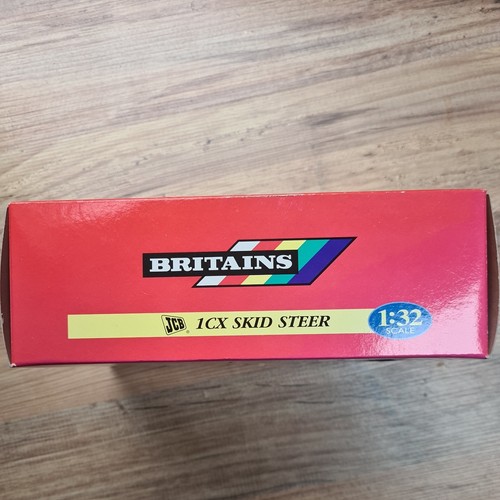 BRITAINS
JCB 1CX SKID STEER
1:32
SCALE